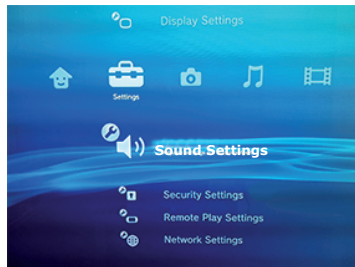 Display Settings
Settings
Sound Settings
Security Settings
Remote Play Settings
Network Settings